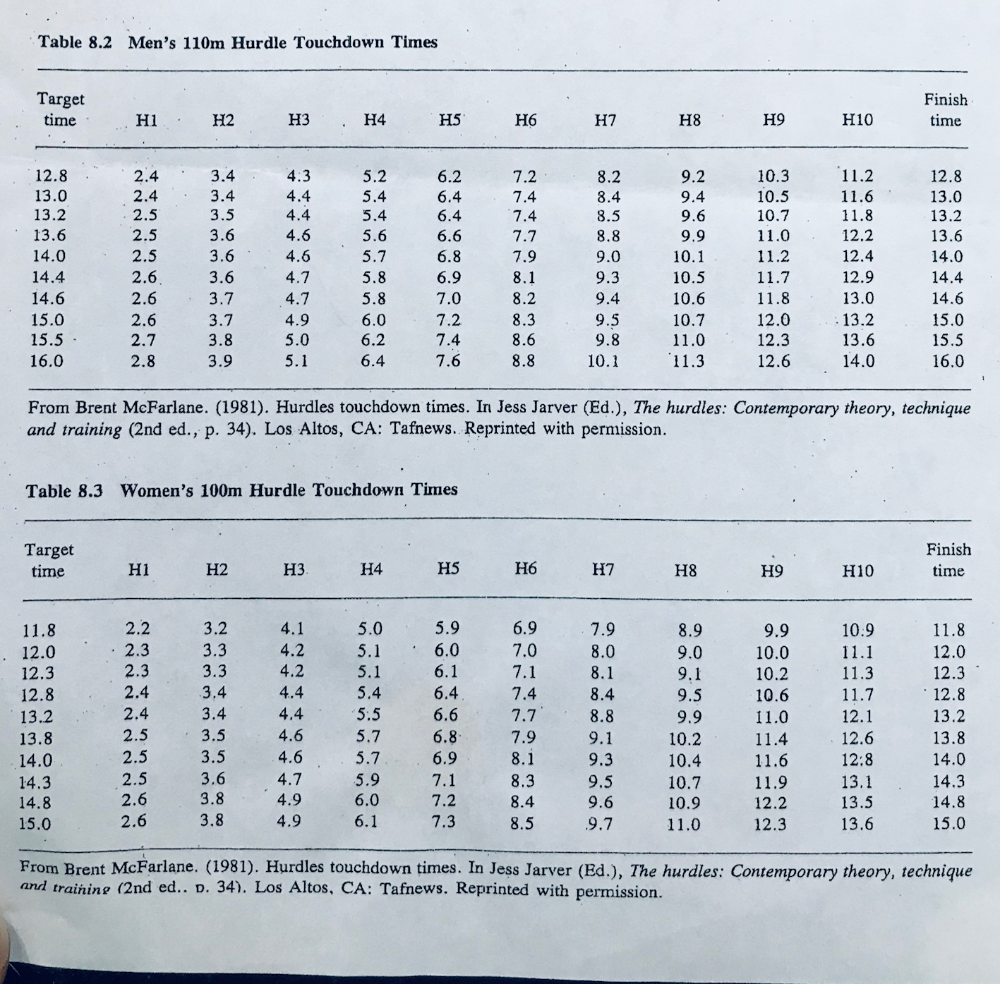 Table 8.2 Men's 110m Hurdle Touchdown Times
Target time H1 H2 H3 H4 H5 H6 H7 H8 H9 H10 Finish time
12.8 2.4 3.4 4.3 5.2 6.2 7.2 8.2 9.2 10.3 11.2 12.8
13.0 2.4 3.4 4.4 5.4 6.4 7.4 8.4 9.4 10.5 11.6 13.0
13.2 2.5 3.5 4.4 5.4 6.4 7.4 8.5 9.6 10.7 11.8 13.2
13.6 2.5 3.6 4.6 5.6 6.6 7.7 8.8 9.9 11.0 12.2 13.6
14.0 2.5 3.6 4.6 5.7 6.8 7.9 9.0 10.1 11.2 12.4 14.0
14.4 2.6 3.6 4.7 5.8 6.9 8.1 9.3 10.5 11.7 12.9 14.4
14.6 2.6 3.7 4.7 5.8 7.0 8.2 9.4 10.6 11.8 13.0 14.6
15.0 2.6 3.7 4.9 6.0 7.2 8.3 9.5 10.7 12.0 13.2 15.0
15.5 2.7 3.8 5.0 6.2 7.4 8.6 9.8 11.0 12.3 13.6 15.5
16.0 2.8 3.9 5.1 6.4 7.6 8.8 10.1 11.3 12.6 14.0 16.0
From Brent McFarlane. (1981). Hurdles touchdown times. In Jess Jarver (Ed.), The hurdles: Contemporary theory, technique
and training (2nd ed., p. 34). Los Altos, CA: Tafnews. Reprinted with permission.
Table 8.3 Women's 100m Hurdle Touchdown Times
Target time H1 H2 H3 H4 H5 H6 H7 H8 H9 H10 Finish time
11.8 2.2 3.2 4.1 5.0 5.9 6.9 7.9 8.9 9.9 10.9 11.8
12.0 2.3 3.3 4.2 5.1 6.0 7.0 8.0 9.0 10.0 11.1 12.0
12.3 2.3 3.3 4.2 5.1 6.1 7.1 8.1 9.1 10.2 11.3 12.3
12.8 2.4 3.4 4.4 5.4 6.4 7.4 8.4 9.5 10.6 11.7 12.8
13.2 2.4 3.4 4.4 5.5 6.6 7.7 8.8 9.9 11.0 12.1 13.2
13.8 2.5 3.5 4.6 5.7 6.8 7.9 9.1 10.2 11.4 12.6 13.8
14.0 2.5 3.5 4.6 5.7 6.9 8.1 9.3 10.4 11.6 12.8 14.0
14.3 2.5 3.6 4.7 5.9 7.1 8.3 9.5 10.7 11.9 13.1 14.3
14.8 2.6 3.8 4.9 6.0 7.2 8.4 9.6 10.9 12.2 13.5 14.8
15.0 2.6 3.8 4.9 6.1 7.3 8.5 9.7 11.0 12.3 13.6 15.0
From Brent McFarlane. (1981). Hurdles touchdown times. In Jess Jarver (Ed.), The hurdles: Contemporary theory, technique
and training (2nd ed., p. 34). Los Altos, CA: Tafnews. Reprinted with permission.